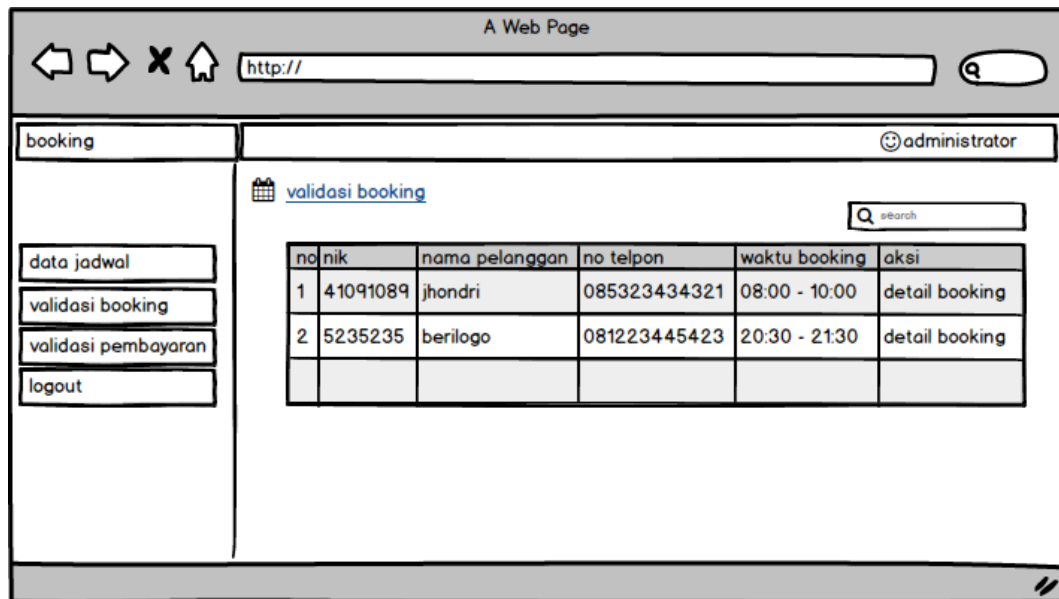 A Web Page
http://
booking
administrator
validasi booking
search
data jadwal
validasi booking
validasi pembayaran
logout
no nik nama pelanggan no telpon waktu booking aksi
1 41091089 jhondri 085323434321 08:00 - 10:00 detail booking
2 5235235 berilogo 081223445423 20:30 - 21:30 detail booking